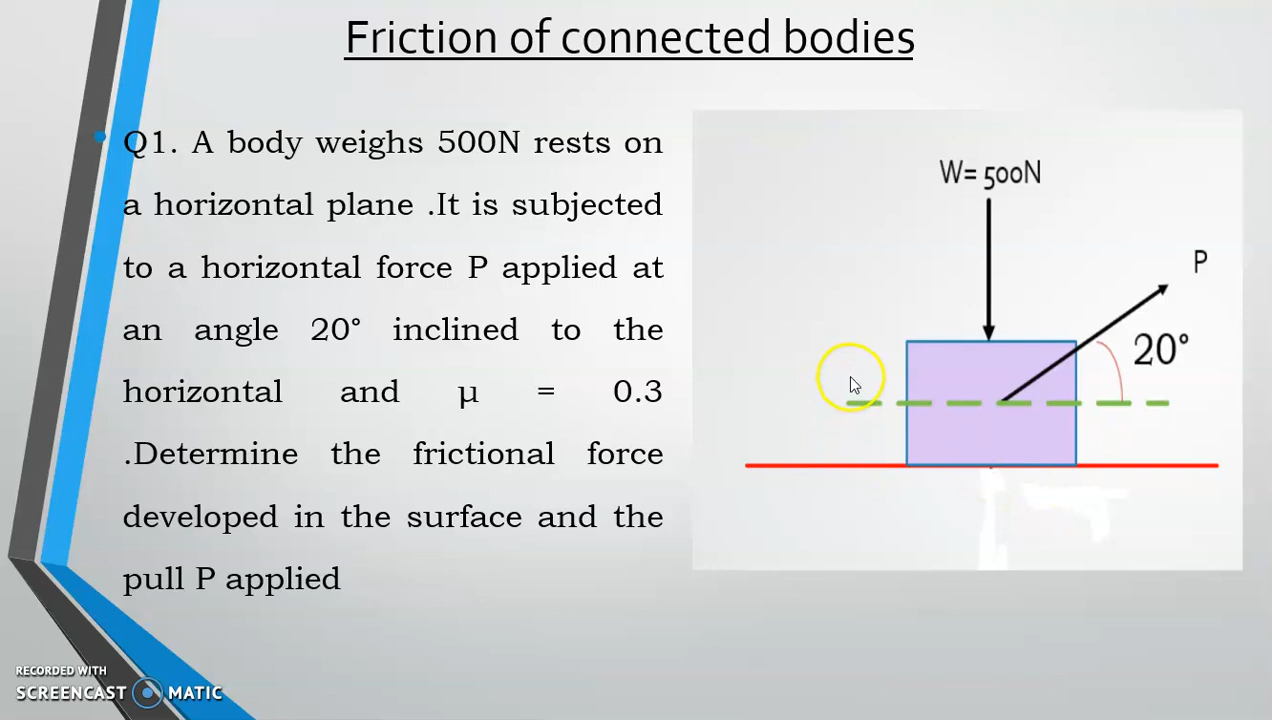 Friction of connected bodies
Q1. A body weighs 500N rests on
a horizontal plane .It is subjected
to a horizontal force P applied at
an angle 20° inclined to the
horizontal and µ = 0.3
.Determine the frictional force
developed in the surface and the
pull P applied
W= 500N
P
20°
RECORDED WITH
SCREENCAST MATIC